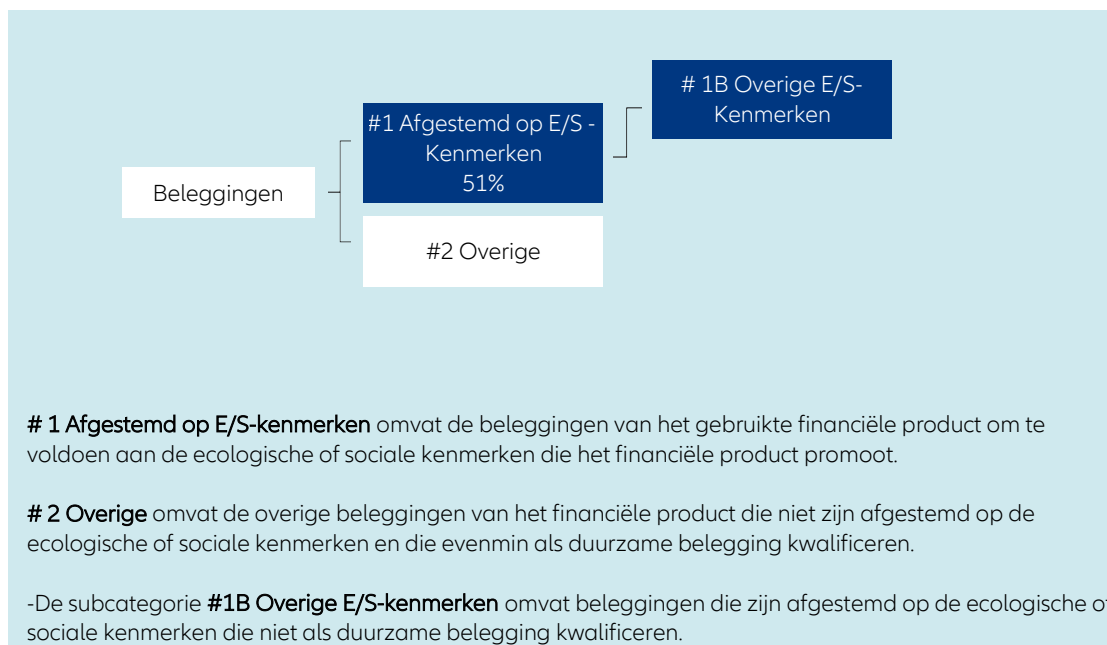 # 1B Overige E/S-
Kenmerken
#1 Afgestemd op E/S -
Kenmerken
51%
Beleggingen
#2 Overige
# 1 Afgestemd op E/S-kenmerken omvat de beleggingen van het gebruikte financiële product om te
voldoen aan de ecologische of sociale kenmerken die het financiële product promoot.
# 2 Overige omvat de overige beleggingen van het financiële product die niet zijn afgestemd op de
ecologische of sociale kenmerken en die evenmin als duurzame belegging kwalificeren.
-De subcategorie #1B Overige E/S-kenmerken omvat beleggingen die zijn afgestemd op de ecologische of
sociale kenmerken die niet als duurzame belegging kwalificeren.